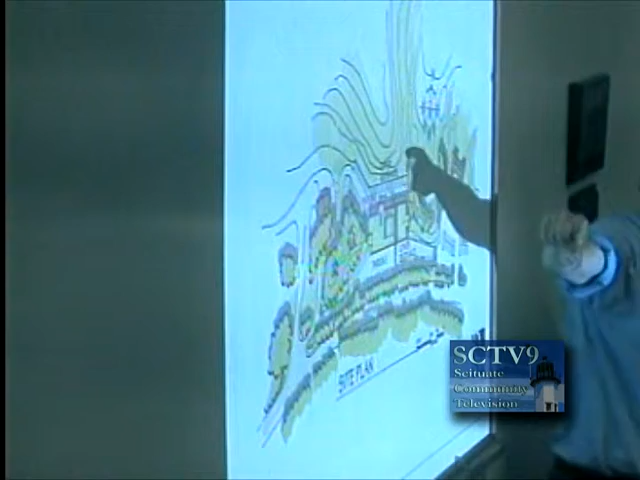 SITE PLAN
SCTV9
Scituate
Community
Television